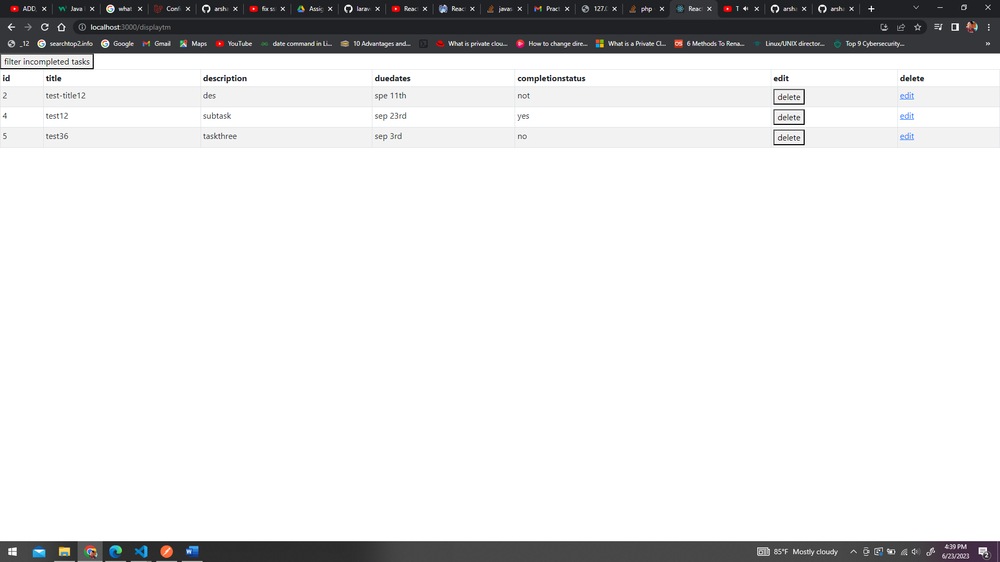 ADD, Java what Confi arsha fix ss Assig larav React React javas Pract 127.0 php - React T arsha arsha
localhost:3000/displaytm
_12 searchtop2.info Google Gmail Maps YouTube date command in Li... 10 Advantages and... What is private clou... How to change dire... What is a Private Cl... 6 Methods To Rena... Linux/UNIX director... Top 9 Cybersecurity... »
filter incompleted tasks
id title description duedates completionstatus edit delete
2 test-title12 des spe 11th not delete edit
4 test12 subtask sep 23rd yes delete edit
5 test36 taskthree sep 3rd no delete edit
85°F Mostly cloudy
4:39 PM
6/23/2023
2